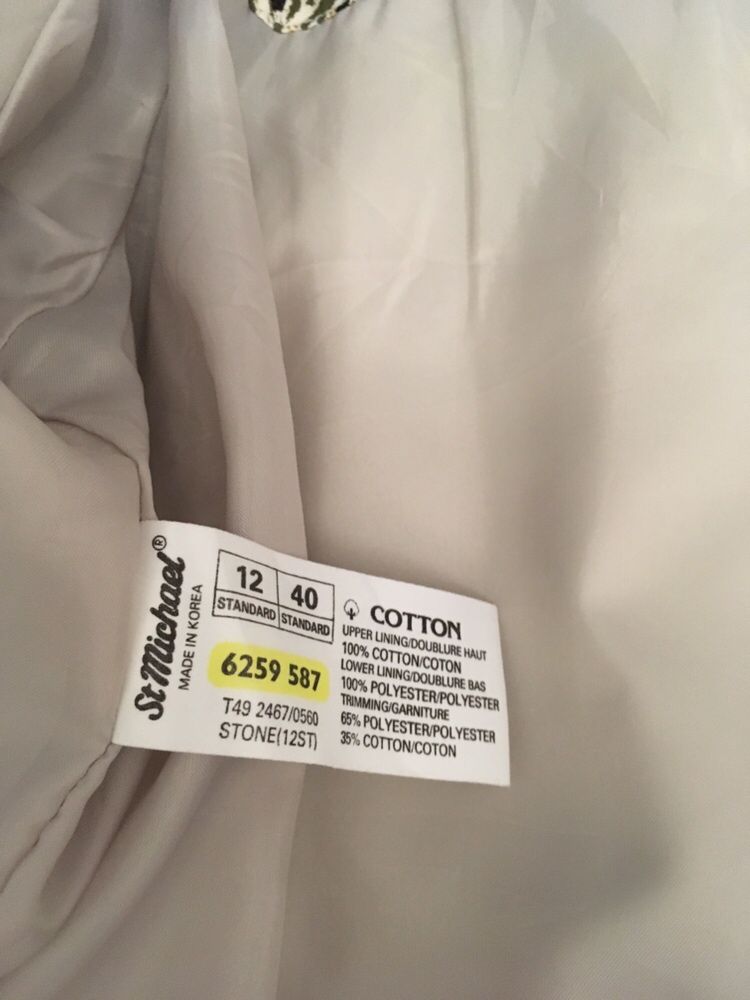 St Michael®
MADE IN KOREA
12 40
STANDARD STANDARD
6259 587
T49 2467/0560
STONE(12ST)
COTTON
UPPER LINING/DOUBLURE HAUT
100% COTTON/COTON
LOWER LINING/DOUBLURE BAS
100% POLYESTER/POLYESTER
TRIMMING/GARNITURE
65% POLYESTER/POLYESTER
35% COTTON/COTON